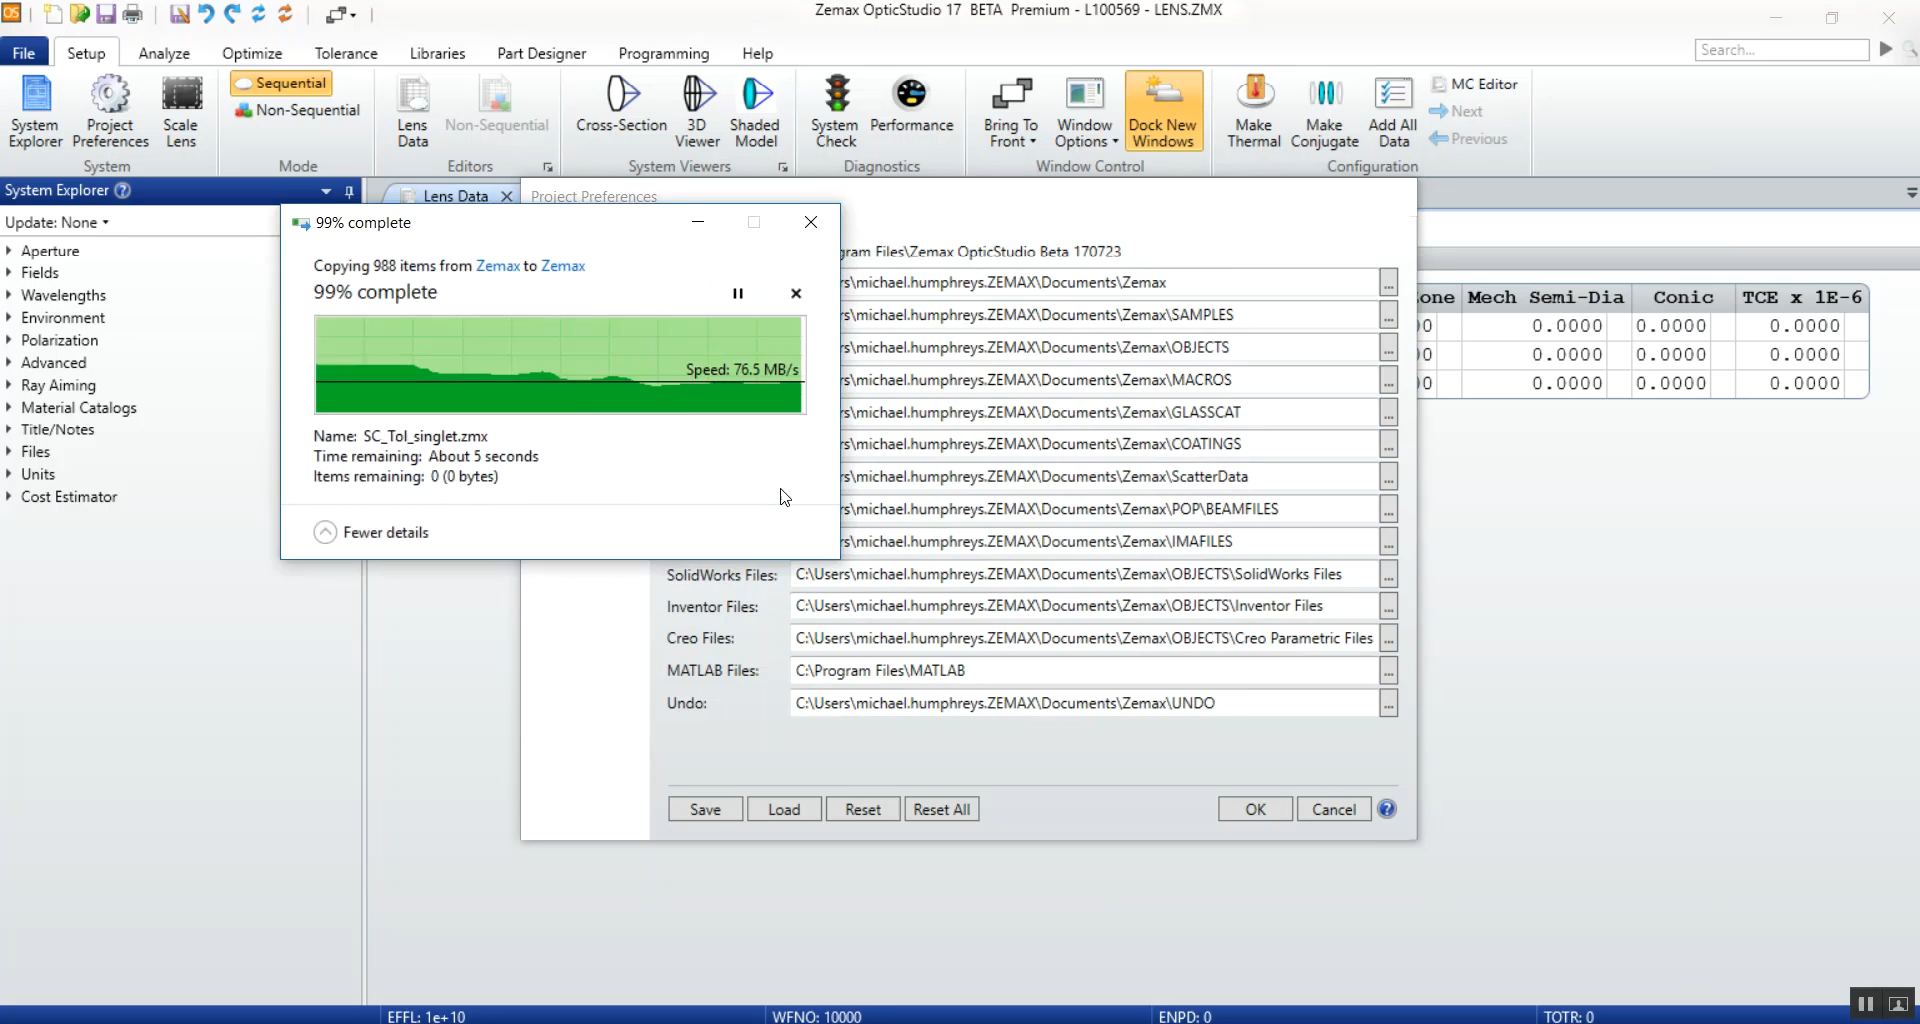 OS
Zemax OpticStudio 17 BETA Premium - L100569 - LENS.ZMX
File Setup Analyze Optimize Tolerance Libraries Part Designer Programming Help Search...
Sequential
Non-Sequential
System Explorer
Project Preferences
Scale Lens
System
Mode
Lens Data
Non-Sequential
Editors
Cross-Section
3D Viewer
Shaded Model
System Viewers
System Check
Performance
Diagnostics
Bring To Front
Window Options
Dock New Windows
Window Control
Make Thermal
Make Conjugate
Add All Data
MC Editor
Next
Previous
Configuration
System Explorer
Update: None
Aperture
Fields
Wavelengths
Environment
Polarization
Advanced
Ray Aiming
Material Catalogs
Title/Notes
Files
Units
Cost Estimator
Lens Data
Project Preferences
99% complete
Copying 988 items from Zemax to Zemax
99% complete
Speed: 76.5 MB/s
Name: SC_Tol_singlet.zmx
Time remaining: About 5 seconds
Items remaining: 0 (0 bytes)
Fewer details
gram Files\Zemax OpticStudio Beta 170723
rs\michael.humphreys.ZEMAX\Documents\Zemax ...
rs\michael.humphreys.ZEMAX\Documents\Zemax\SAMPLES ...
rs\michael.humphreys.ZEMAX\Documents\Zemax\OBJECTS ...
rs\michael.humphreys.ZEMAX\Documents\Zemax\MACROS ...
rs\michael.humphreys.ZEMAX\Documents\Zemax\GLASSCAT ...
rs\michael.humphreys.ZEMAX\Documents\Zemax\COATINGS ...
rs\michael.humphreys.ZEMAX\Documents\Zemax\ScatterData ...
rs\michael.humphreys.ZEMAX\Documents\Zemax\POP\BEAMFILES ...
rs\michael.humphreys.ZEMAX\Documents\Zemax\IMAFILES ...
SolidWorks Files: C:\Users\michael.humphreys.ZEMAX\Documents\Zemax\OBJECTS\SolidWorks Files ...
Inventor Files: C:\Users\michael.humphreys.ZEMAX\Documents\Zemax\OBJECTS\Inventor Files ...
Creo Files: C:\Users\michael.humphreys.ZEMAX\Documents\Zemax\OBJECTS\Creo Parametric Files ...
MATLAB Files: C:\Program Files\MATLAB ...
Undo: C:\Users\michael.humphreys.ZEMAX\Documents\Zemax\UNDO ...
Save Load Reset Reset All OK Cancel ?
one Mech Semi-Dia Conic TCE x 1E-6
00 0.0000 0.0000 0.0000
00 0.0000 0.0000 0.0000
00 0.0000 0.0000 0.0000
EFFL: 1e+10 WFNO: 10000 ENPD: 0 TOTR: 0